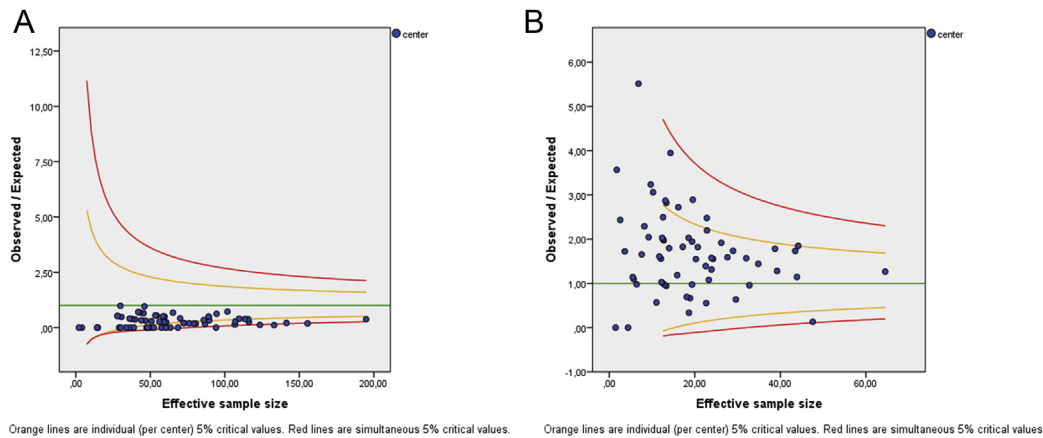 A
center
12,50
10,00
7,50
5,00
2,50
,00
Observed / Expected
,00 50,00 100,00 150,00 200,00
Effective sample size
Orange lines are individual (per center) 5% critical values. Red lines are simultaneous 5% critical values.
B
center
6,00
5,00
4,00
3,00
2,00
1,00
,00
-1,00
Observed / Expected
,00 20,00 40,00 60,00
Effective sample size
Orange lines are individual (per center) 5% critical values. Red lines are simultaneous 5% critical values